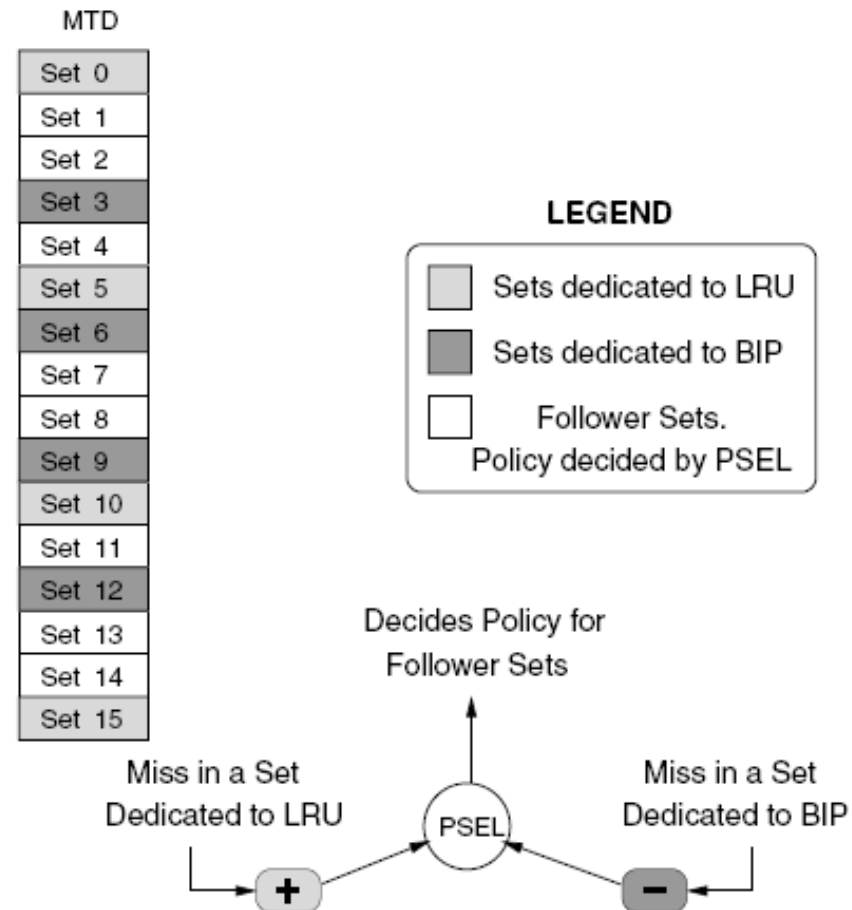 MTD
Set 0
Set 1
Set 2
Set 3
Set 4
Set 5
Set 6
Set 7
Set 8
Set 9
Set 10
Set 11
Set 12
Set 13
Set 14
Set 15
LEGEND
Sets dedicated to LRU
Sets dedicated to BIP
Follower Sets.
Policy decided by PSEL
Decides Policy for
Follower Sets
Miss in a Set
Dedicated to LRU
PSEL
Miss in a Set
Dedicated to BIP
+
−